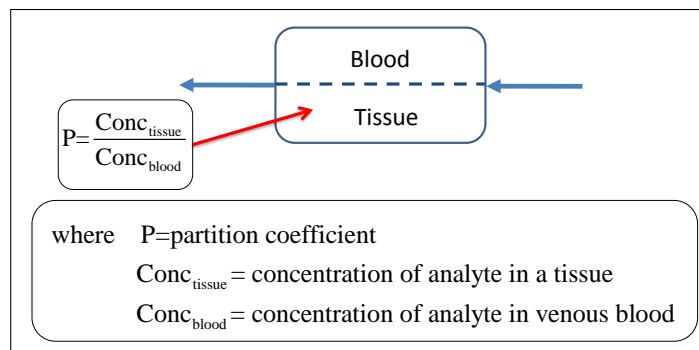 Blood
Tissue
P=Conc_tissue/Conc_blood
where P=partition coefficient
Conc_tissue = concentration of analyte in a tissue
Conc_blood = concentration of analyte in venous blood